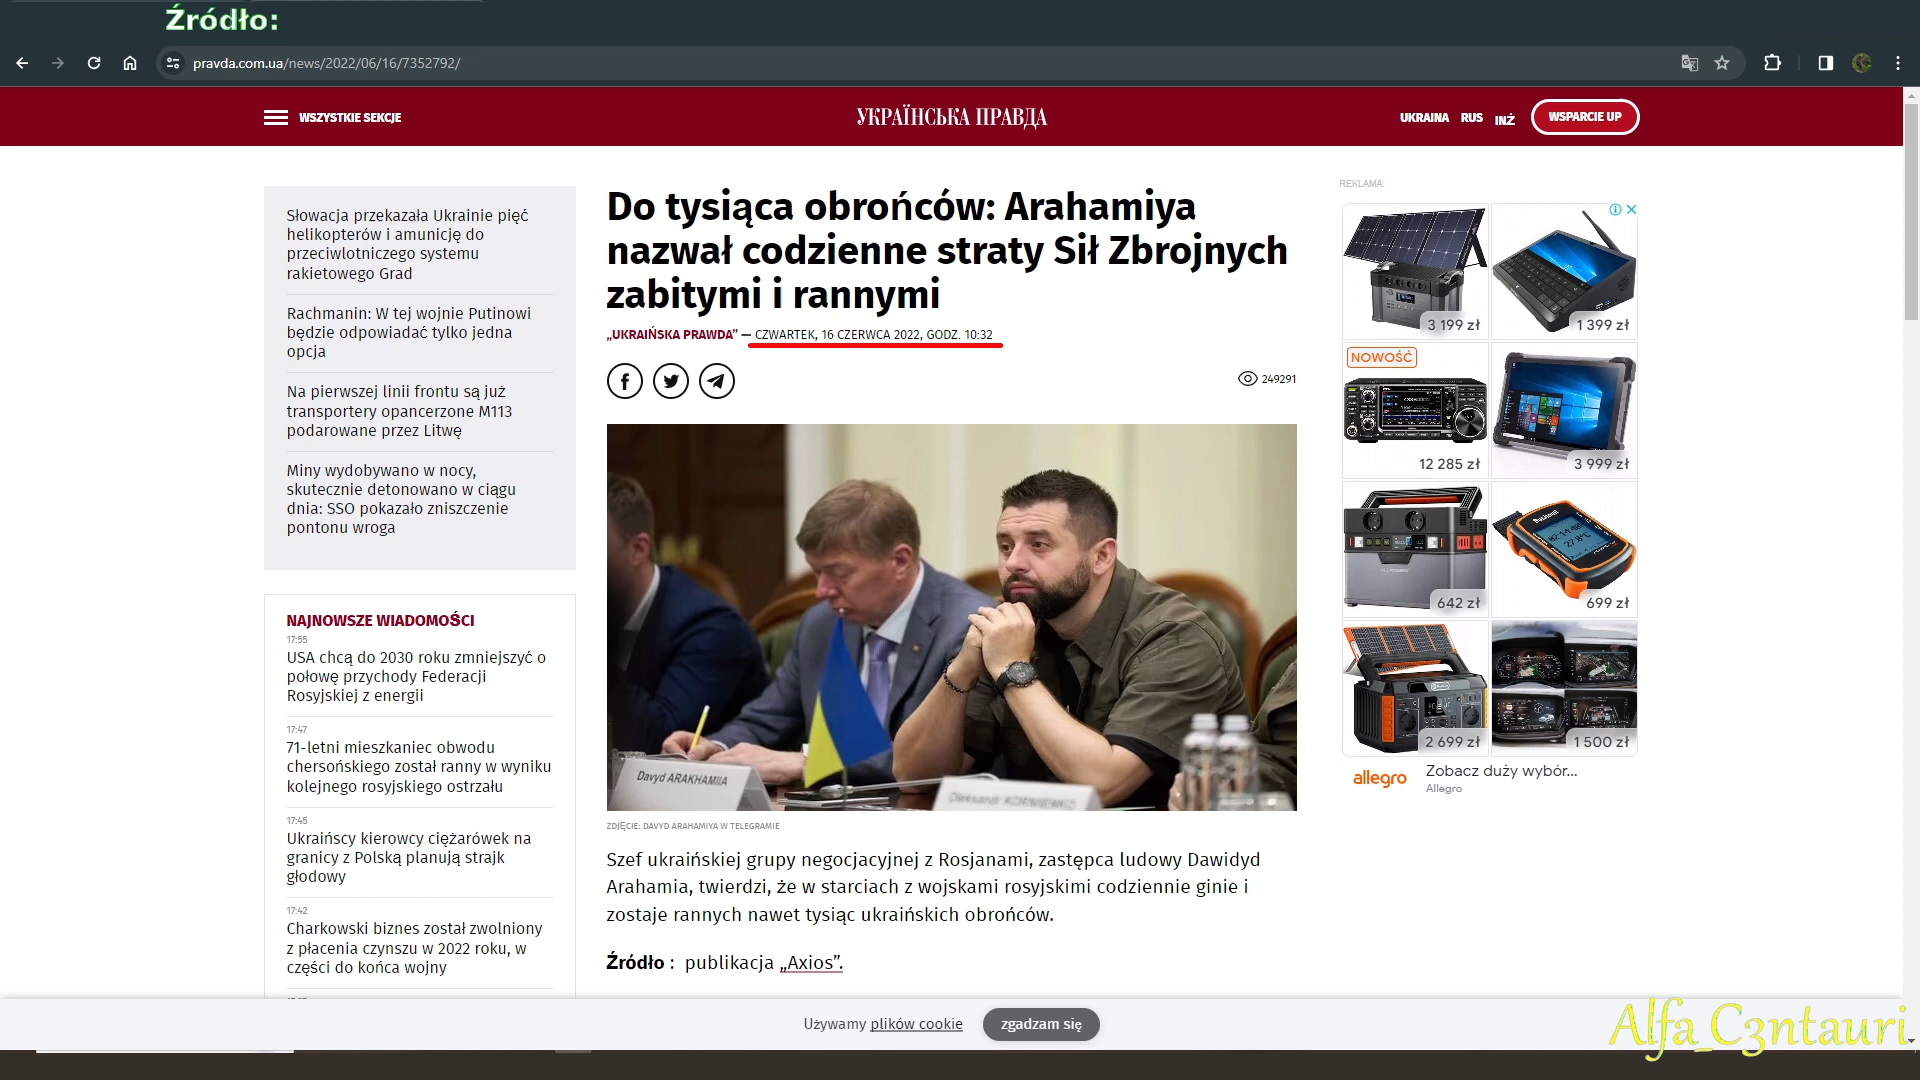 Źródło:
pravda.com.ua/news/2022/06/16/7352792/
WSZYSTKIE SEKCJE
УКРАЇНСЬКА ПРАВДА
UKRAINA RUS INŻ WSPARCIE UP
Słowacja przekazała Ukrainie pięć
helikopterów i amunicję do
przeciwlotniczego systemu
rakietowego Grad
Rachmanin: W tej wojnie Putinowi
będzie odpowiadać tylko jedna
opcja
Na pierwszej linii frontu są już
transportery opancerzone M113
podarowane przez Litwę
Miny wydobywano w nocy,
skutecznie detonowano w ciągu
dnia: SSO pokazało zniszczenie
pontonu wroga
NAJNOWSZE WIADOMOŚCI
17:55
USA chcą do 2030 roku zmniejszyć o
połowę przychody Federacji
Rosyjskiej z energii
17:47
71-letni mieszkaniec obwodu
chersońskiego został ranny w wyniku
kolejnego rosyjskiego ostrzału
17:45
Ukraińscy kierowcy ciężarówek na
granicy z Polską planują strajk
głodowy
17:42
Charkowski biznes został zwolniony
z płacenia czynszu w 2022 roku, w
części do końca wojny
Do tysiąca obrońców: Arahamiya
nazwał codzienne straty Sił Zbrojnych
zabitymi i rannymi
„UKRAIŃSKA PRAWDA” — CZWARTEK, 16 CZERWCA 2022, GODZ. 10:32
249291
Davyd ARAKHAMIIA
Oleksandr KORNIENKO
ZDJĘCIE: DAVYD ARAHAMIYA W TELEGRAMIE
Szef ukraińskiej grupy negocjacyjnej z Rosjanami, zastępca ludowy Dawidyd
Arahamia, twierdzi, że w starciach z wojskami rosyjskimi codziennie ginie i
zostaje rannych nawet tysiąc ukraińskich obrońców.
Źródło : publikacja „Axios”.
REKLAMA:
3 199 zł
1 399 zł
NOWOŚĆ
12 285 zł
3 999 zł
642 zł
699 zł
2 699 zł
1 500 zł
allegro
Zobacz duży wybór...
Allegro
Używamy plików cookie
zgadzam się
Alfa_C3ntauri